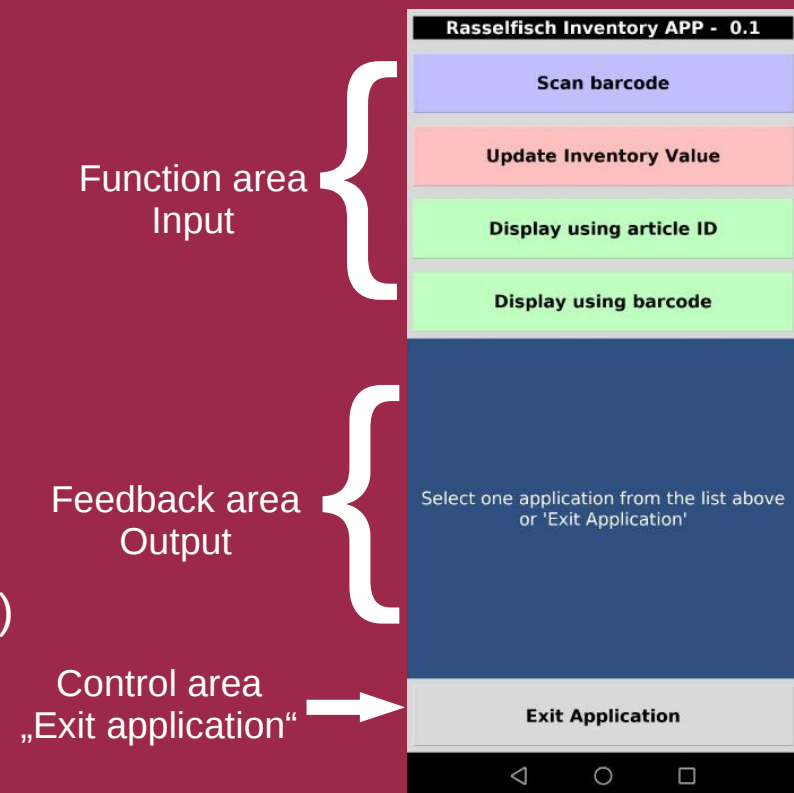 Rasselfisch Inventory APP - 0.1
Scan barcode
Update Inventory Value
Display using article ID
Display using barcode
Function area
Input
Select one application from the list above
or 'Exit Application'
Feedback area
Output
)
Control area
„Exit application“
Exit Application